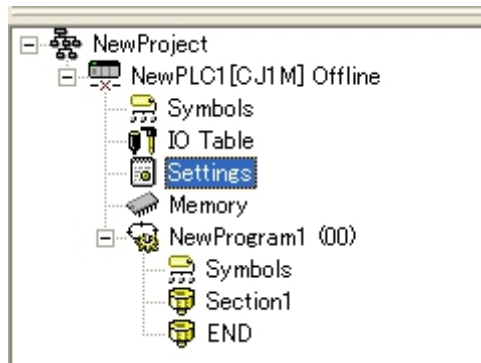 NewProject
NewPLC1[CJ1M] Offline
Symbols
IO Table
Settings
Memory
NewProgram1 (00)
Symbols
Section1
END